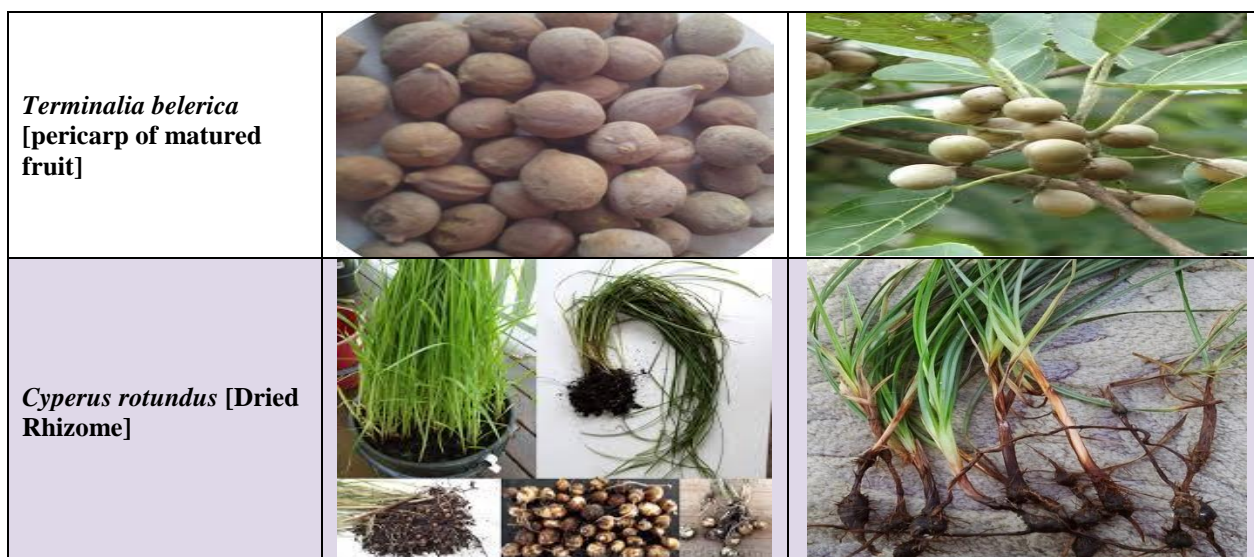 Terminalia belerica
[pericarp of matured
fruit]
Cyperus rotundus [Dried
Rhizome]